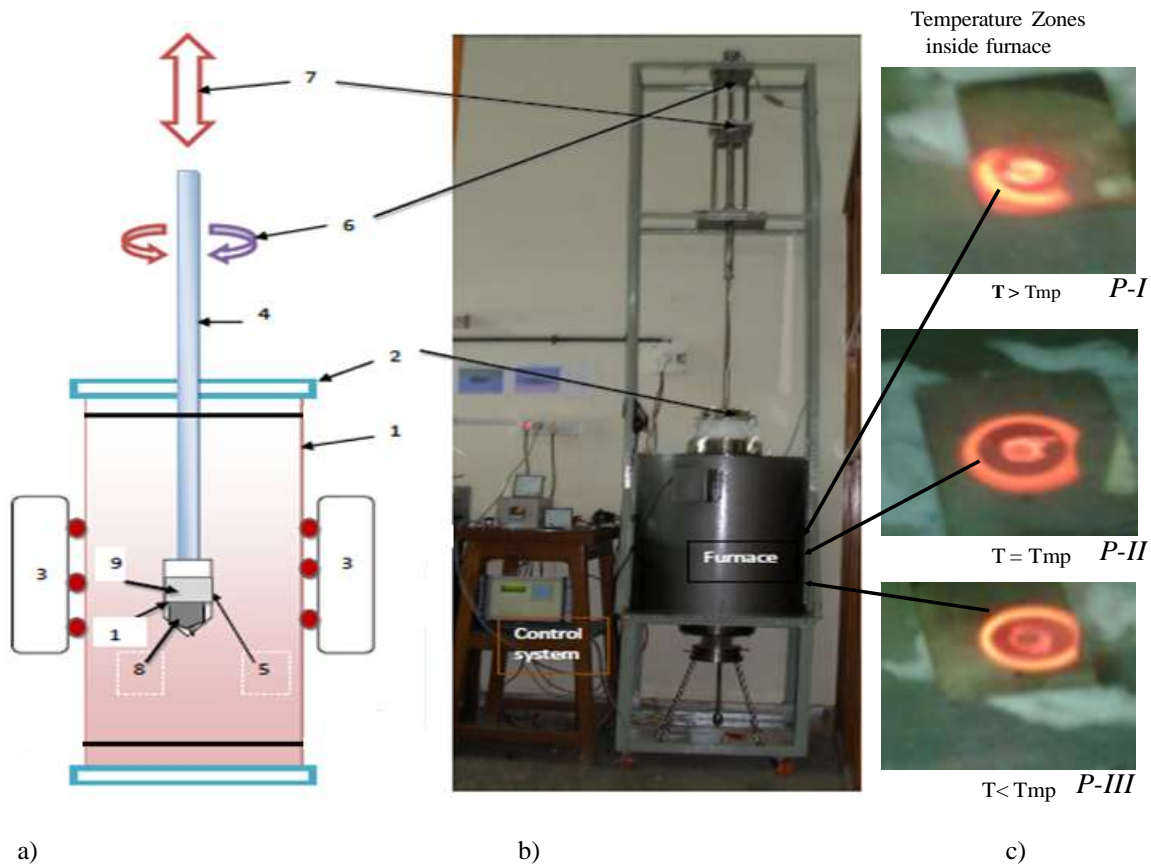 Temperature Zones
inside furnace
7
6
4
2
1
3
3
9
1
8
5
Furnace
Control
system
T > Tmp P-I
T = Tmp P-II
T< Tmp P-III
a)
b)
c)